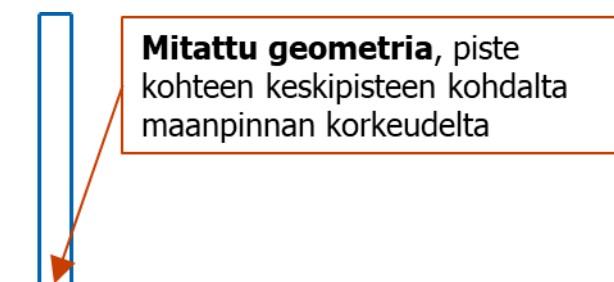 Mitattu geometria, piste
kohteen keskipisteen kohdalta
maanpinnan korkeudelta